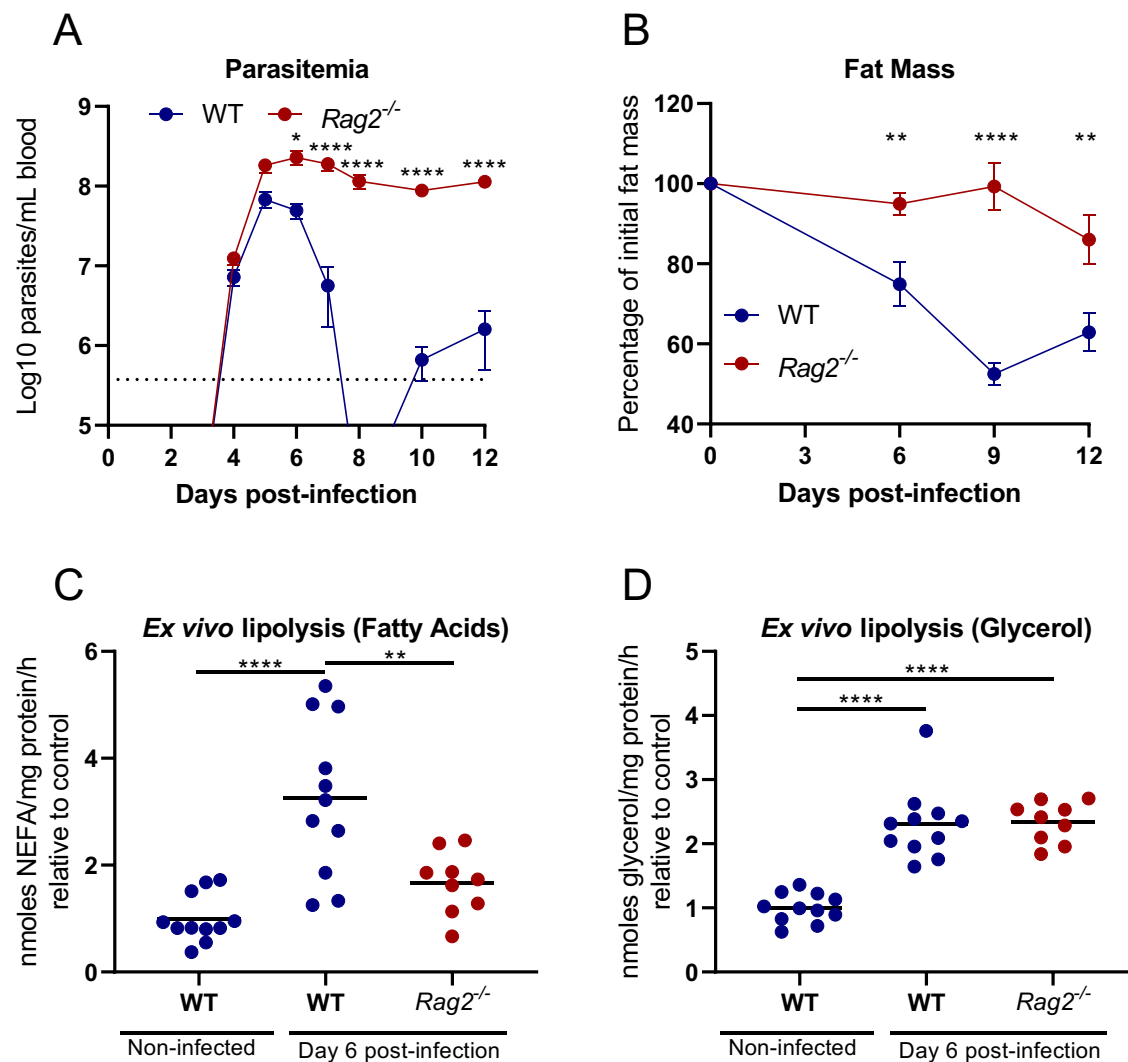 A
Parasitemia
WT
Rag2-/-
Log10 parasites/mL blood
9
8
7
6
5
*
****
****
****
****
0 2 4 6 8 10 12
Days post-infection
B
Fat Mass
Percentage of initial fat mass
120
100
80
60
40
** **** **
WT
Rag2-/-
0 3 6 9 12
Days post-infection
C
Ex vivo lipolysis (Fatty Acids)
nmoles NEFA/mg protein/h
relative to control
6
4
2
0
**** **
WT WT Rag2-/-
Non-infected Day 6 post-infection
D
Ex vivo lipolysis (Glycerol)
nmoles glycerol/mg protein/h
relative to control
5
4
3
2
1
0
****
****
WT WT Rag2-/-
Non-infected Day 6 post-infection